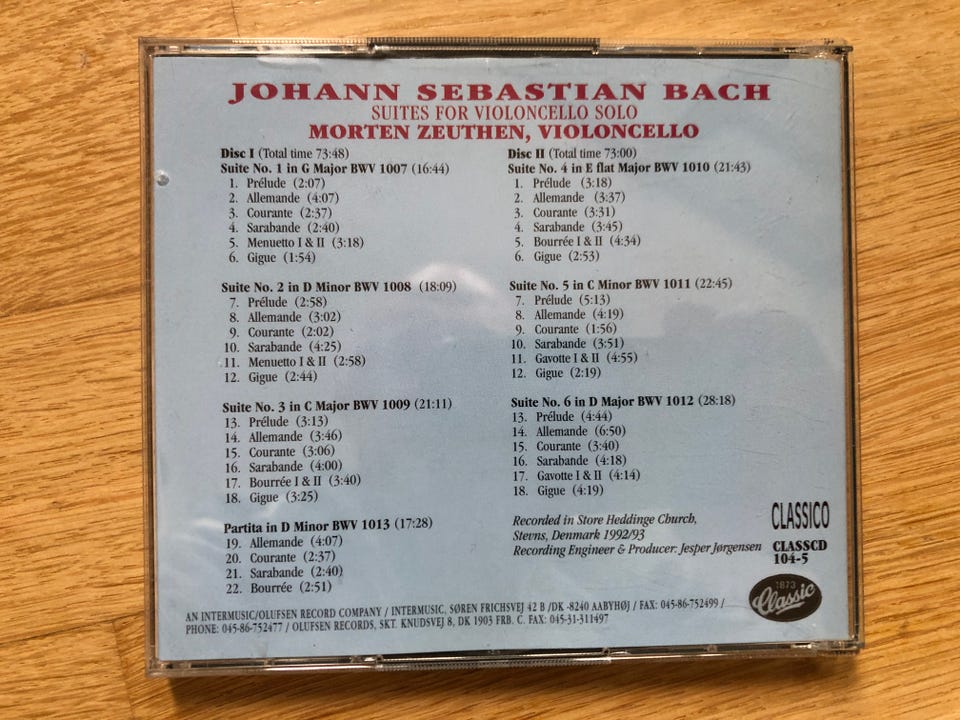 JOHANN SEBASTIAN BACH
SUITES FOR VIOLONCELLO SOLO
MORTEN ZEUTHEN, VIOLONCELLO
Disc I (Total time 73:48)
Suite No. 1 in G Major BWV 1007 (16:44)
1. Prélude (2:07)
2. Allemande (4:07)
3. Courante (2:37)
4. Sarabande (2:40)
5. Menuetto I & II (3:18)
6. Gigue (1:54)
Suite No. 2 in D Minor BWV 1008 (18:09)
7. Prélude (2:58)
8. Allemande (3:02)
9. Courante (2:02)
10. Sarabande (4:25)
11. Menuetto I & II (2:58)
12. Gigue (2:44)
Suite No. 3 in C Major BWV 1009 (21:11)
13. Prélude (3:13)
14. Allemande (3:46)
15. Courante (3:06)
16. Sarabande (4:00)
17. Bourrée I & II (3:40)
18. Gigue (3:25)
Partita in D Minor BWV 1013 (17:28)
19. Allemande (4:07)
20. Courante (2:37)
21. Sarabande (2:40)
22. Bourrée (2:51)
Disc II (Total time 73:00)
Suite No. 4 in E flat Major BWV 1010 (21:43)
1. Prélude (3:18)
2. Allemande (3:37)
3. Courante (3:31)
4. Sarabande (3:45)
5. Bourrée I & II (4:34)
6. Gigue (2:53)
Suite No. 5 in C Minor BWV 1011 (22:45)
7. Prélude (5:13)
8. Allemande (4:19)
9. Courante (1:56)
10. Sarabande (3:51)
11. Gavotte I & II (4:55)
12. Gigue (2:19)
Suite No. 6 in D Major BWV 1012 (28:18)
13. Prélude (4:44)
14. Allemande (6:50)
15. Courante (3:40)
16. Sarabande (4:18)
17. Gavotte I & II (4:14)
18. Gigue (4:19)
Recorded in Store Heddinge Church,
Stevns, Denmark 1992/93
Recording Engineer & Producer: Jesper Jørgensen
CLASSICO
CLASSCD
104-5
1873
Classic
AN INTERMUSIC/OLUFSEN RECORD COMPANY / INTERMUSIC, SØREN FRICHSVEJ 42 B /DK -8240 AABYHØJ / FAX: 045-86-752499 /
PHONE: 045-86-752477 / OLUFSEN RECORDS, SKT. KNUDSVEJ 8, DK 1903 FRB. C. FAX: 045-31-311497